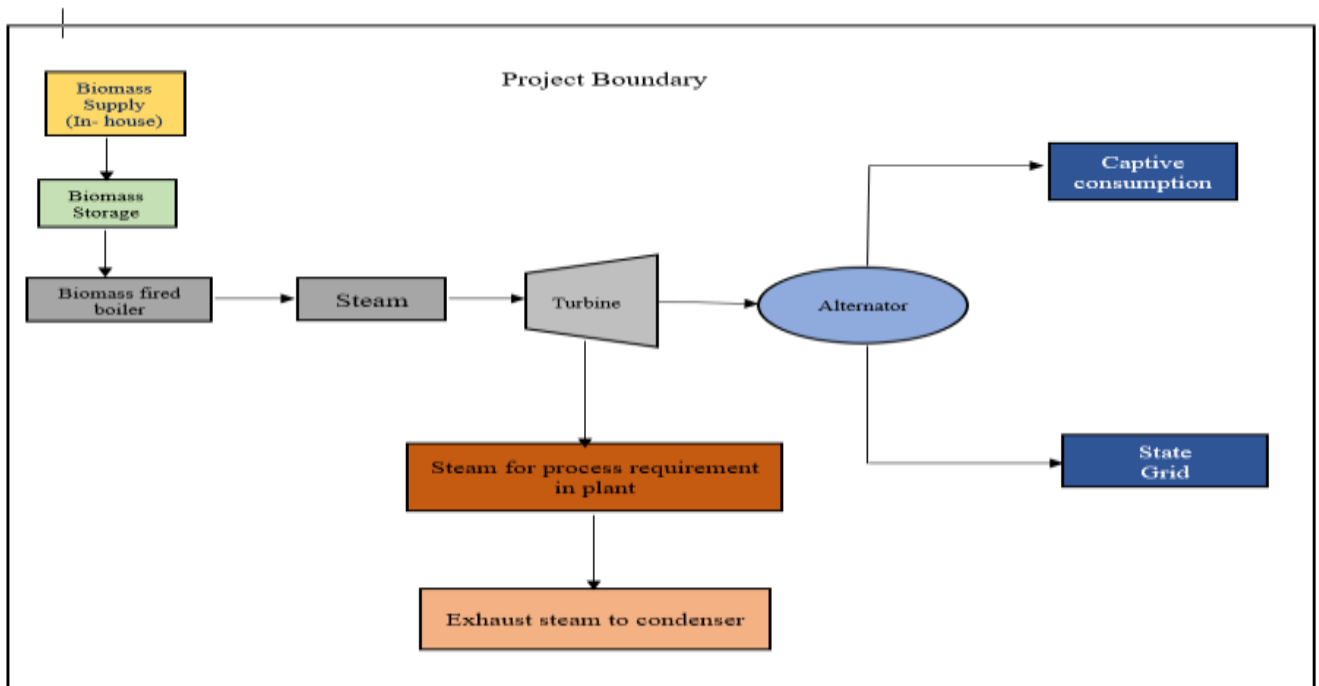 Project Boundary
Biomass
Supply
(In- house)
Biomass
Storage
Biomass fired
boiler
Steam
Turbine
Alternator
Captive
consumption
State
Grid
Steam for process requirement
in plant
Exhaust steam to condenser